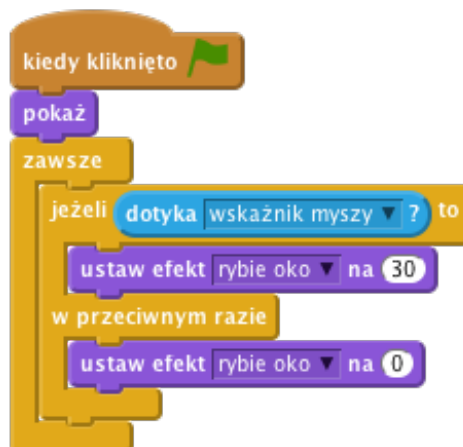 kiedy kliknięto
pokaż
zawsze
jeżeli dotyka wskaźnik myszy ? to
ustaw efekt rybie oko na 30
w przeciwnym razie
ustaw efekt rybie oko na 0